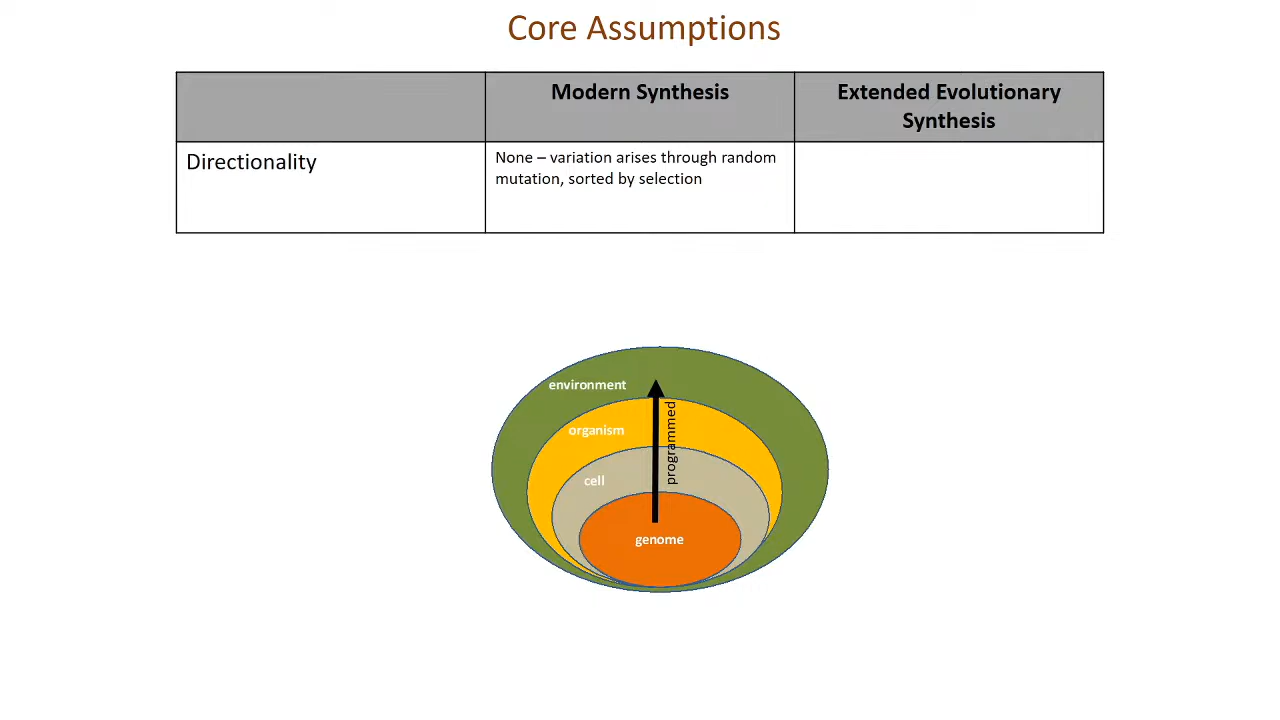 Core Assumptions
Modern Synthesis
Extended Evolutionary
Synthesis
Directionality
None – variation arises through random
mutation, sorted by selection
environment
organism
programmed
cell
genome